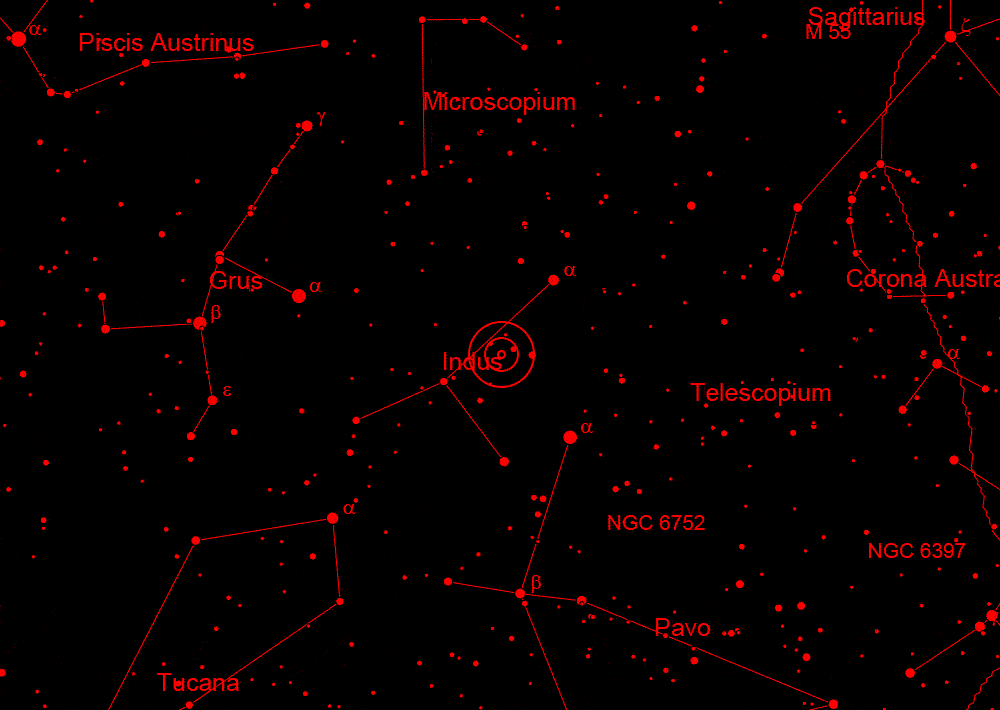 Sagittarius
α
Piscis Austrinus
M 55
ζ
Microscopium
γ
α
Grus
α
Corona Austra
β
α
Indus
ε
Telescopium
α
α
NGC 6752
NGC 6397
β
Pavo
Tucana